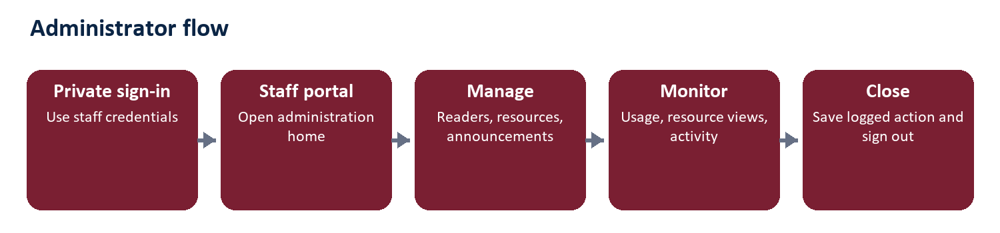 Administrator flow
Private sign-in
Use staff credentials
Staff portal
Open administration
home
Manage
Readers, resources,
announcements
Monitor
Usage, resource views,
activity
Close
Save logged action and
sign out